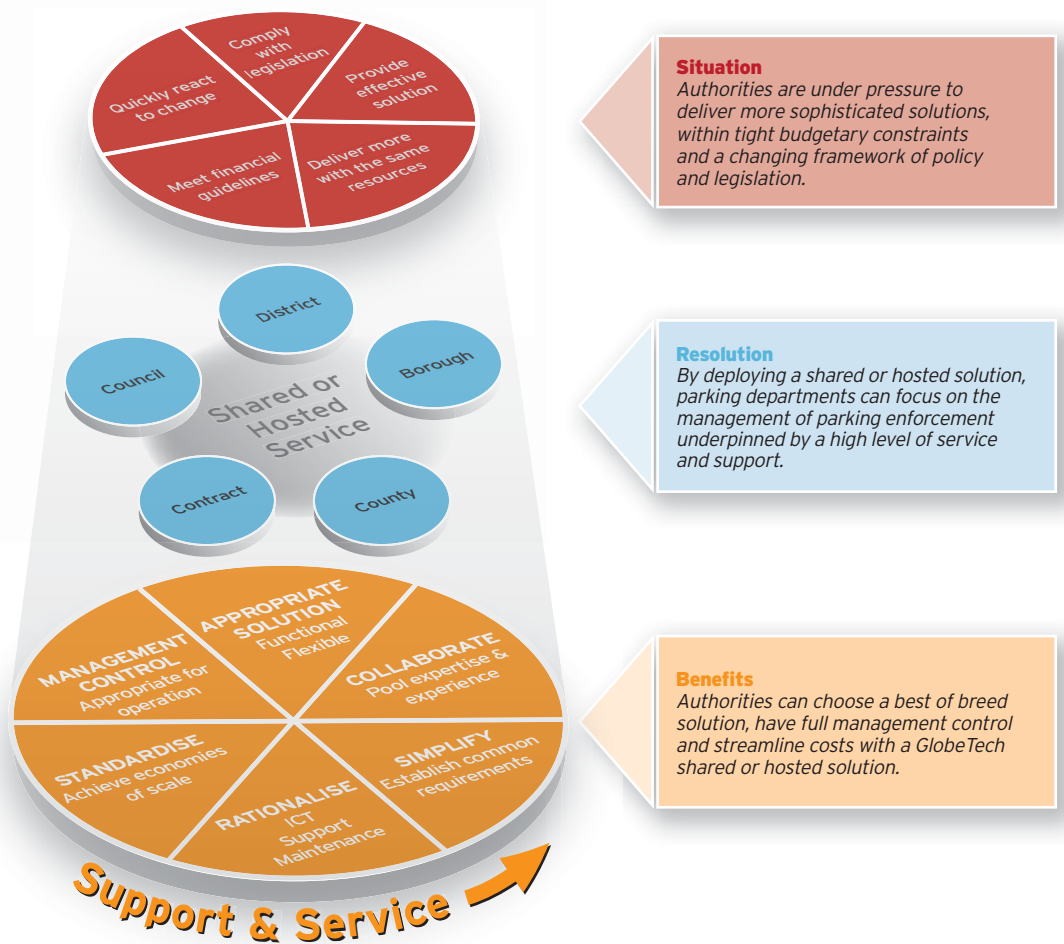 Comply
with
legislation
Provide
effective
solution
Quickly react
to change
Meet financial
guidelines
Deliver more
with the same
resources
Situation
Authorities are under pressure to
deliver more sophisticated solutions,
within tight budgetary constraints
and a changing framework of policy
and legislation.
District
Council
Borough
Shared or
Hosted
Service
Contract
County
Resolution
By deploying a shared or hosted solution,
parking departments can focus on the
management of parking enforcement
underpinned by a high level of service
and support.
APPROPRIATE
SOLUTION
Functional
Flexible
MANAGEMENT
CONTROL
Appropriate for
operation
COLLABORATE
Pool expertise &
experience
STANDARDISE
Achieve economies
of scale
RATIONALISE
ICT
Support
Maintenance
SIMPLIFY
Establish common
requirements
Benefits
Authorities can choose a best of breed
solution, have full management control
and streamline costs with a GlobeTech
shared or hosted solution.
Support & Service